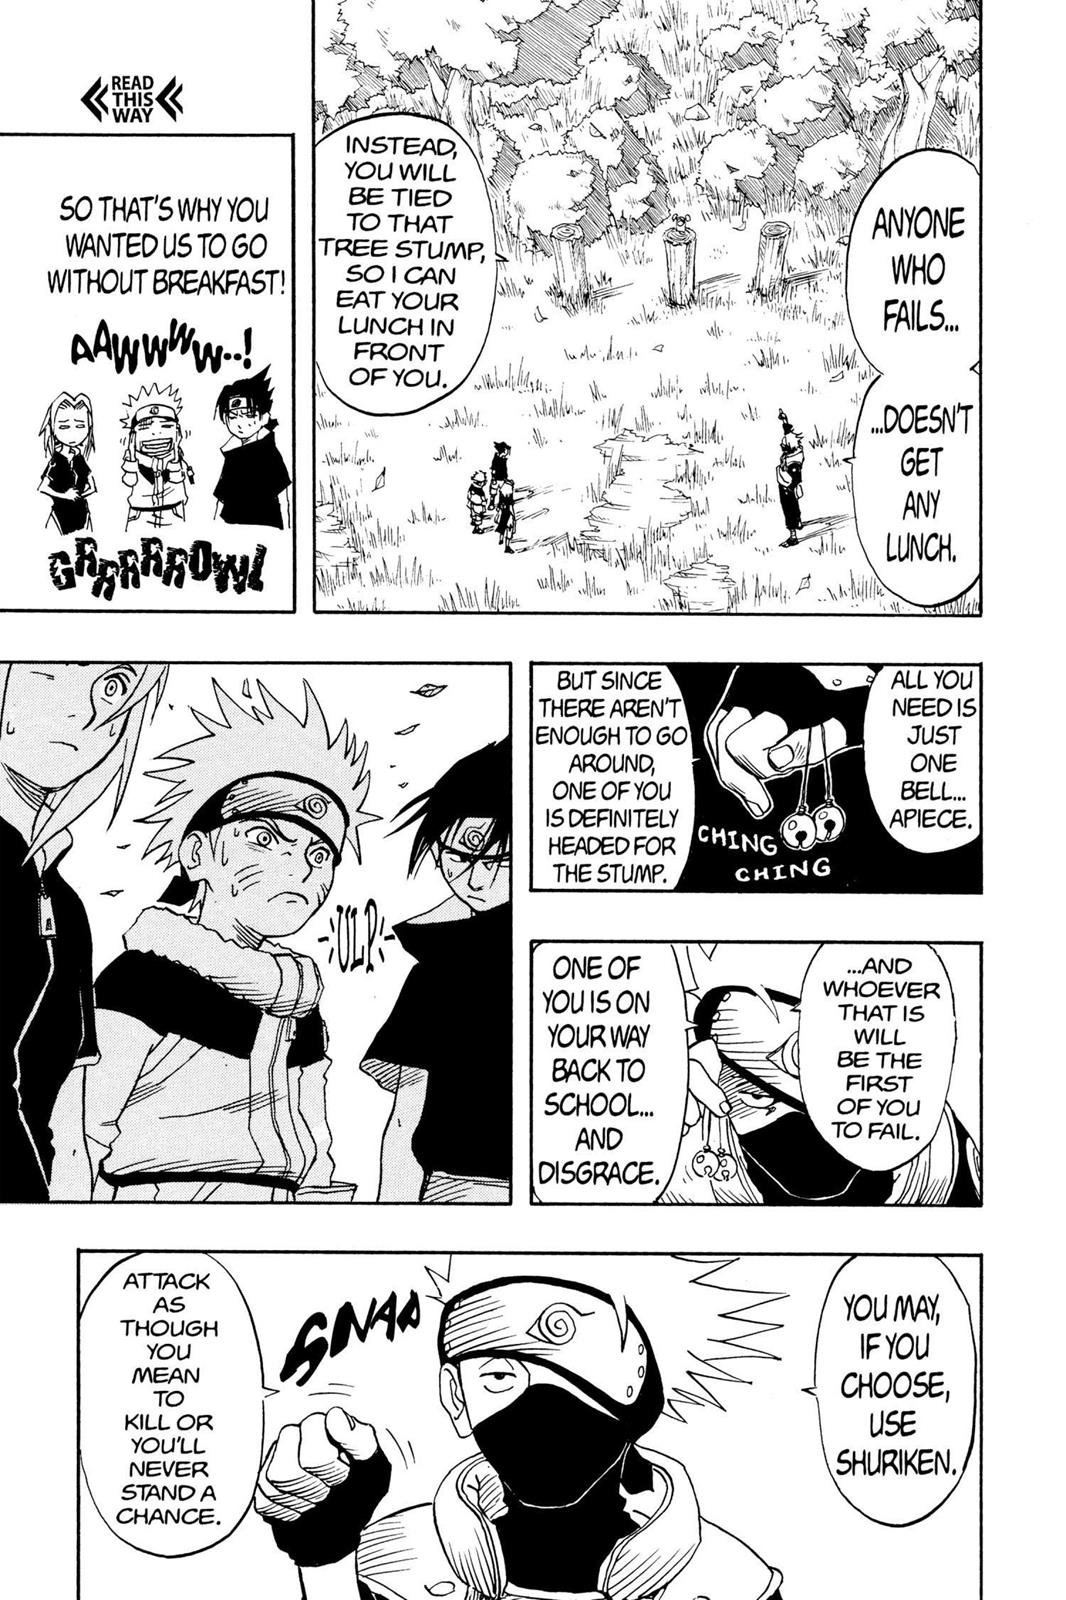 READ
THIS
WAY
ANYONE
WHO
FAILS...
...DOESN'T
GET
ANY
LUNCH.
INSTEAD,
YOU WILL
BE TIED
TO THAT
TREE STUMP,
SO I CAN
EAT YOUR
LUNCH IN
FRONT
OF YOU.
SO THAT'S WHY YOU
WANTED US TO GO
WITHOUT BREAKFAST!
AAWWWW--!
GRRRRROWL
ALL YOU
NEED IS
JUST
ONE
BELL...
APIECE.
CHING
CHING
BUT SINCE
THERE AREN'T
ENOUGH TO GO
AROUND,
ONE OF YOU
IS DEFINITELY
HEADED FOR
THE STUMP.
...AND
WHOEVER
THAT IS
WILL
BE THE
FIRST
OF YOU
TO FAIL.
ONE OF
YOU IS ON
YOUR WAY
BACK TO
SCHOOL...
AND
DISGRACE.
ULP
YOU MAY,
IF YOU
CHOOSE,
USE
SHURIKEN.
SNAP
ATTACK
AS
THOUGH
YOU
MEAN
TO
KILL OR
YOU'LL
NEVER
STAND A
CHANCE.